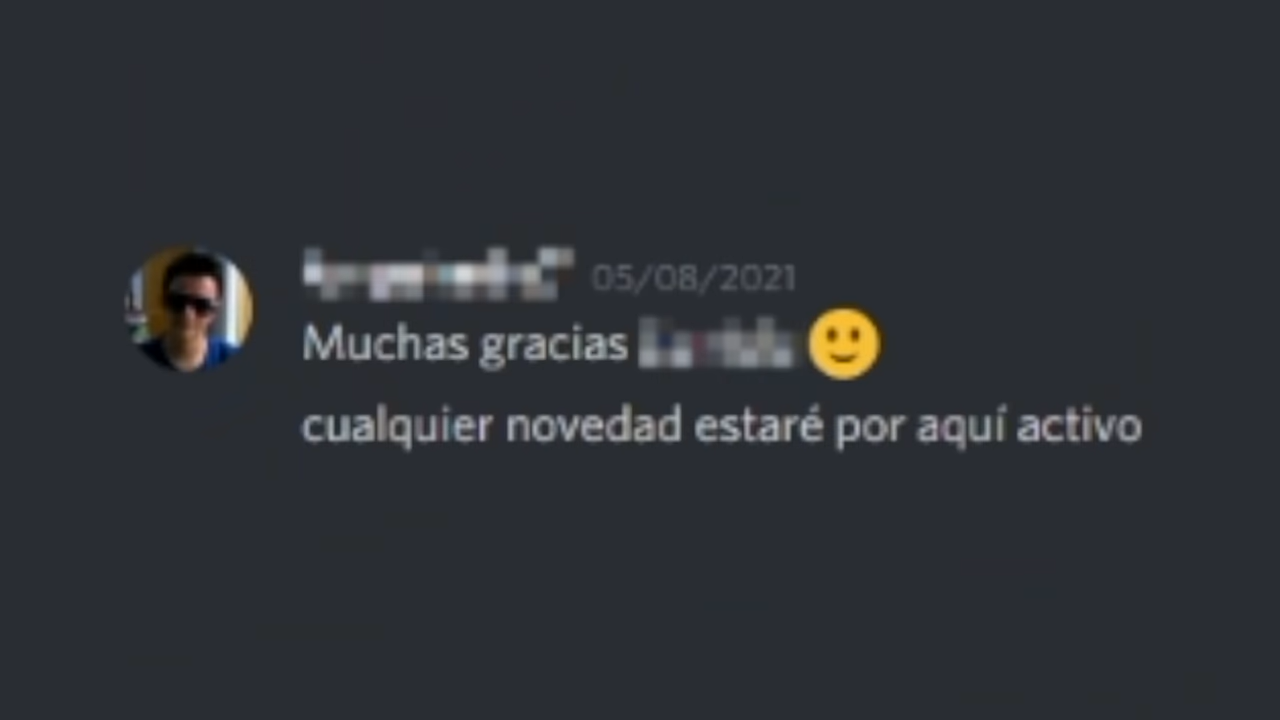 05/08/2021
Muchas gracias 🙂
cualquier novedad estaré por aquí activo